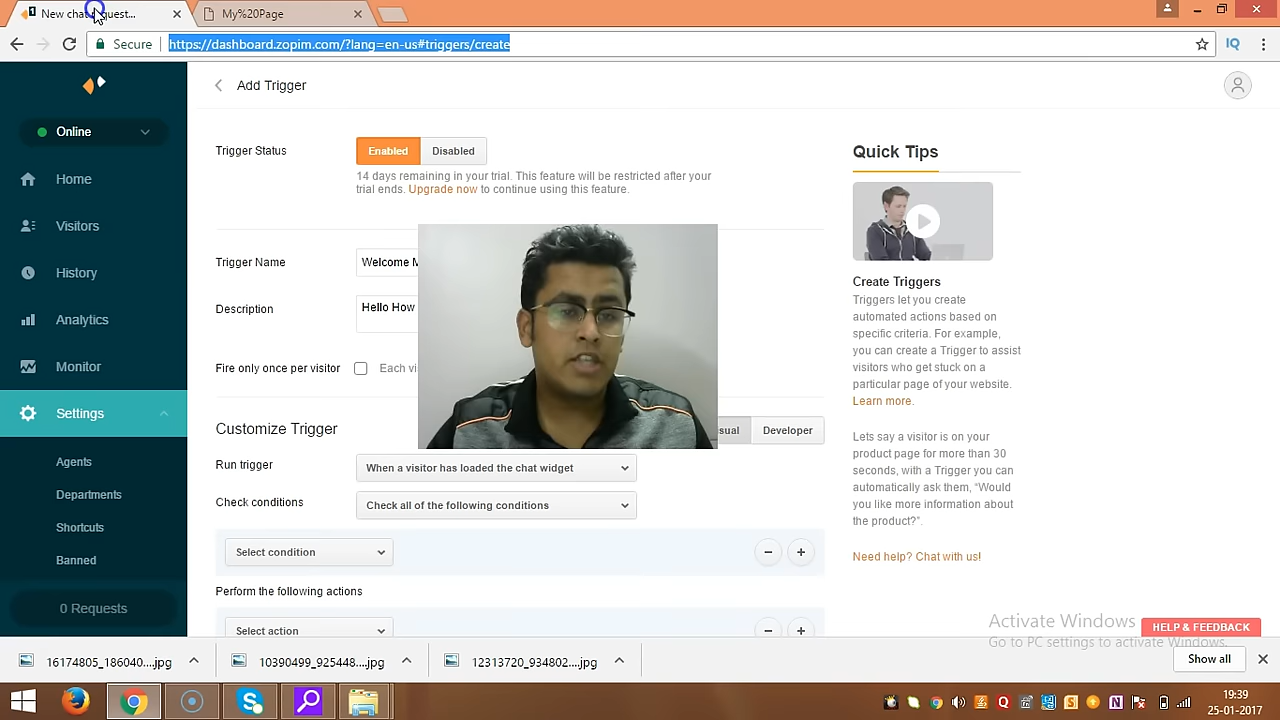 New chat request...
My%20Page
Secure
https://dashboard.zopim.com/?lang=en-us#triggers/create
IQ
Add Trigger
Online
Home
Visitors
History
Analytics
Monitor
Settings
Agents
Departments
Shortcuts
Banned
0 Requests
Trigger Status
Enabled
Disabled
14 days remaining in your trial. This feature will be restricted after your
trial ends. Upgrade now to continue using this feature.
Trigger Name
Welcome M
Description
Hello How
Fire only once per visitor
Each vi
Customize Trigger
sual
Developer
Run trigger
When a visitor has loaded the chat widget
Check conditions
Check all of the following conditions
Select condition
Perform the following actions
Select action
Quick Tips
Create Triggers
Triggers let you create
automated actions based on
specific criteria. For example,
you can create a Trigger to assist
visitors who get stuck on a
particular page of your website.
Learn more.
Lets say a visitor is on your
product page for more than 30
seconds, with a Trigger you can
automatically ask them, “Would
you like more information about
the product?”.
Need help? Chat with us!
Activate Windows
Go to PC settings to activate Windows.
HELP & FEEDBACK
16174805_186040....jpg
10390499_925448....jpg
12313720_934802....jpg
Show all
19:39
25-01-2017